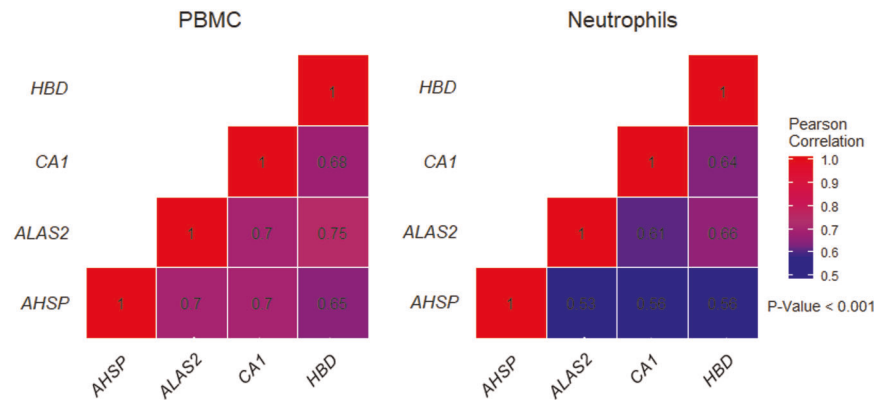 PBMC
Neutrophils
HBD
1
CA1
1 0.68
ALAS2
1 0.7 0.75
AHSP
1 0.7 0.7 0.65
AHSP ALAS2 CA1 HBD
HBD
1
CA1
1 0.64
ALAS2
1 0.61 0.66
AHSP
1
AHSP ALAS2 CA1 HBD
Pearson
Correlation
1.0
0.9
0.8
0.7
0.6
0.5
P-Value < 0.001